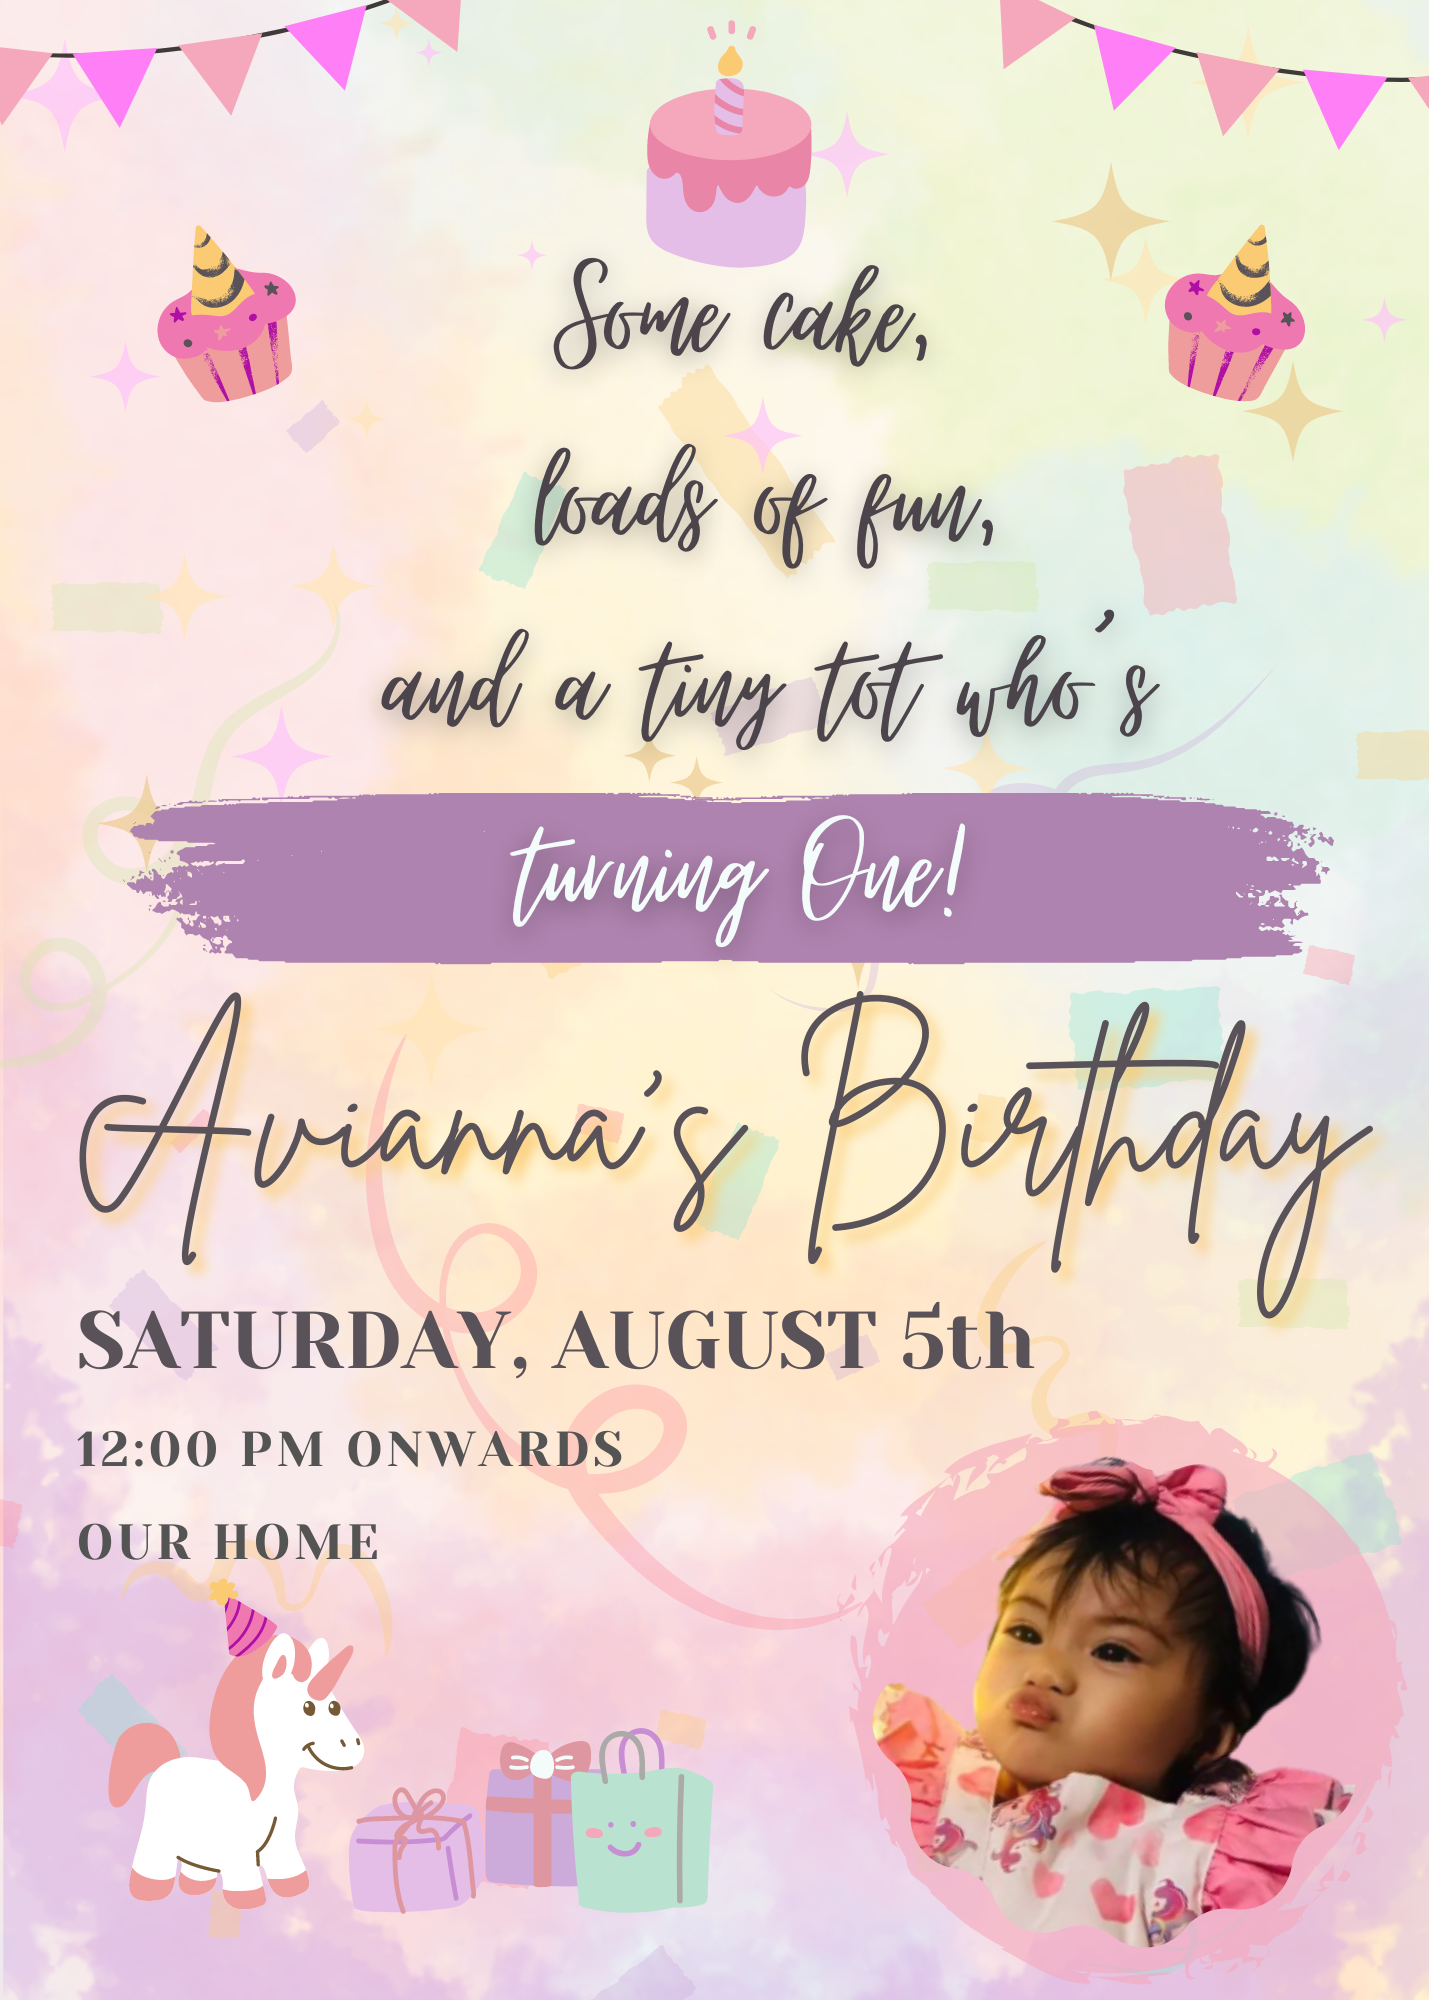 Some cake,
loads of fun,
and a tiny tot who's
turning One!
Avianna's Birthday
SATURDAY, AUGUST 5th
12:00 PM ONWARDS
OUR HOME